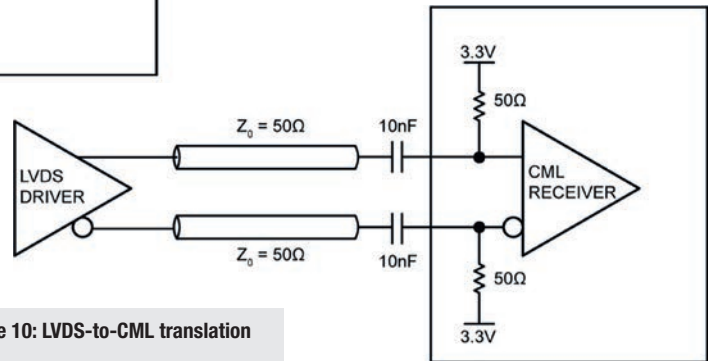 3.3V
50Ω
Z₀ = 50Ω
10nF
LVDS
DRIVER
CML
RECEIVER
Z₀ = 50Ω
10nF
50Ω
3.3V
e 10: LVDS-to-CML translation